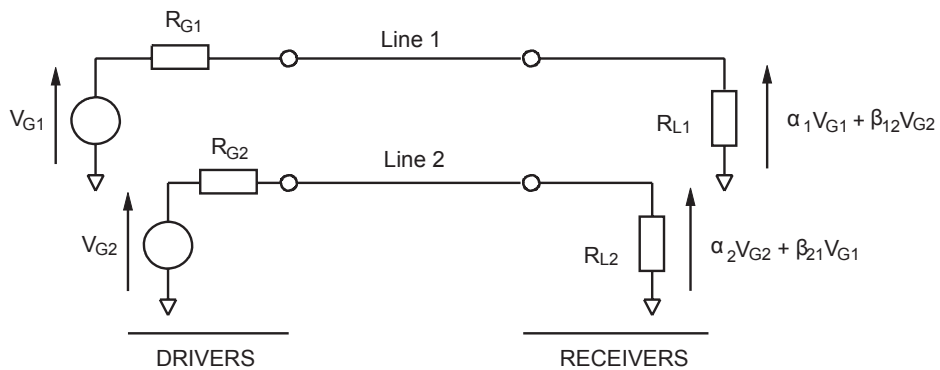 R_G1
Line 1
V_G1
R_L1
α_1V_G1 + β_12V_G2
R_G2
Line 2
V_G2
R_L2
α_2V_G2 + β_21V_G1
DRIVERS
RECEIVERS